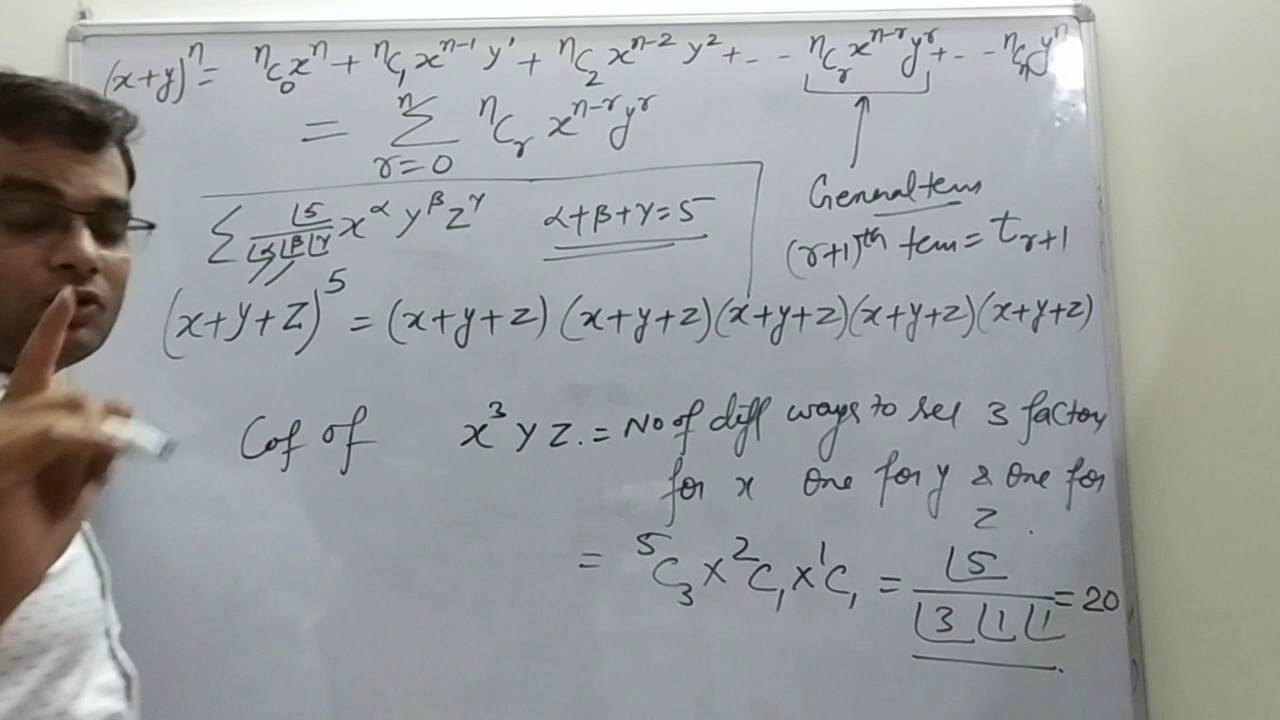 (x+y)ⁿ = ⁿC₀xⁿ + ⁿC₁xⁿ⁻¹y¹ + ⁿC₂xⁿ⁻²y² + - - ⁿCᵣxⁿ⁻ʳyʳ + - - ⁿCₙyⁿ
= Σ_{r=0}^{n} ⁿCᵣ xⁿ⁻ʳyʳ
General term
(r+1)ᵗʰ term = t_{r+1}
Σ ⌊5/(⌊α⌊β⌊γ) x^α y^β z^γ α+β+γ=5
(x+y+z)⁵ = (x+y+z)(x+y+z)(x+y+z)(x+y+z)(x+y+z)
Cof of x³yz. = No of diff ways to sel 3 factors
for x one for y & one for
z.
= ⁵C₃ x ²C₁ x ¹C₁ = ⌊5/(⌊3⌊1⌊1) = 20